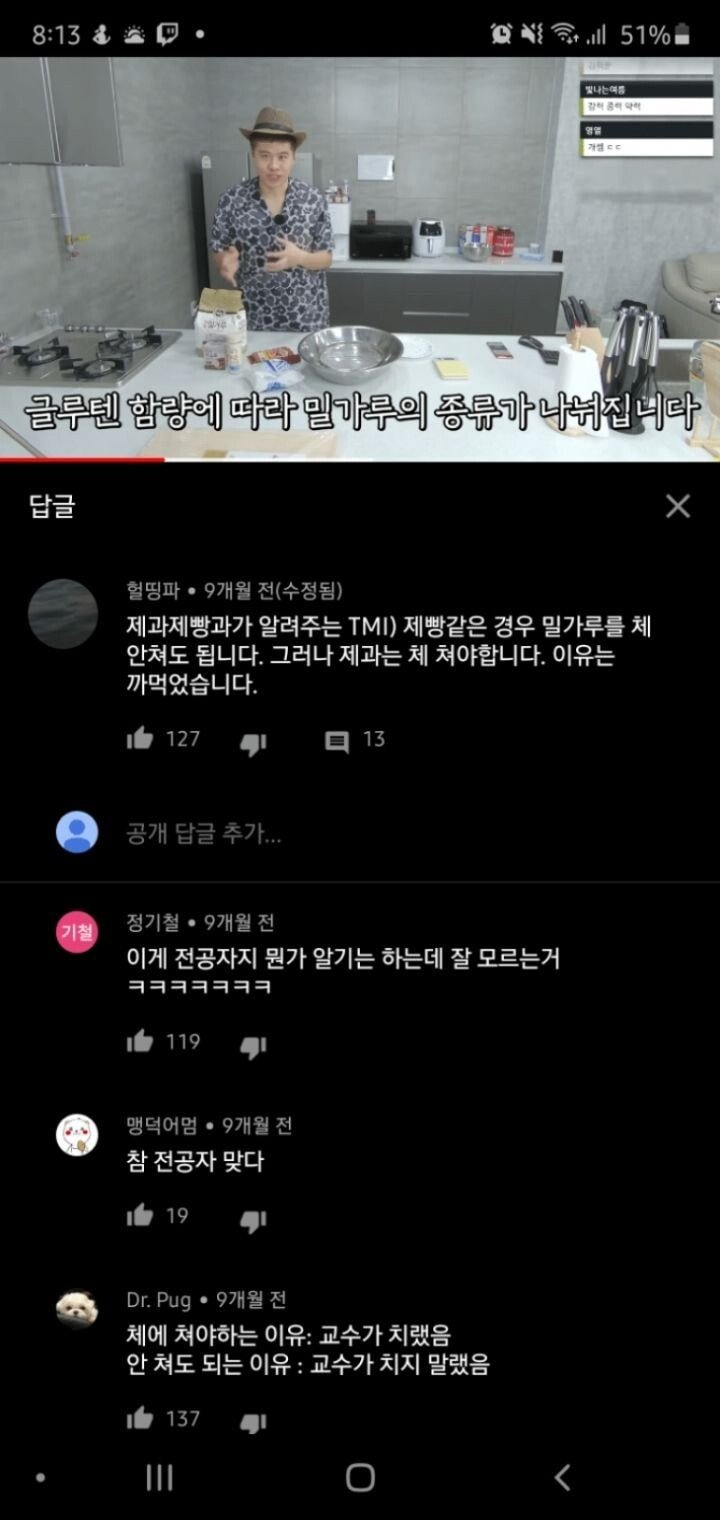 8:13
51%
빛나는여름
강력 중력 약력
영열
개쌤 ㄷㄷ
글루텐 함량에 따라 밀가루의 종류가 나눠집니다
답글
헐띵파 • 9개월 전(수정됨)
제과제빵과가 알려주는 TMI) 제빵같은 경우 밀가루를 체
안쳐도 됩니다. 그러나 제과는 체 쳐야합니다. 이유는
까먹었습니다.
127
13
공개 답글 추가...
기철
정기철 • 9개월 전
이게 전공자지 뭔가 알기는 하는데 잘 모르는거
ㅋㅋㅋㅋㅋㅋㅋ
119
맹덕어멈 • 9개월 전
참 전공자 맞다
19
Dr. Pug • 9개월 전
체에 쳐야하는 이유: 교수가 치랬음
안 쳐도 되는 이유 : 교수가 치지 말랬음
137